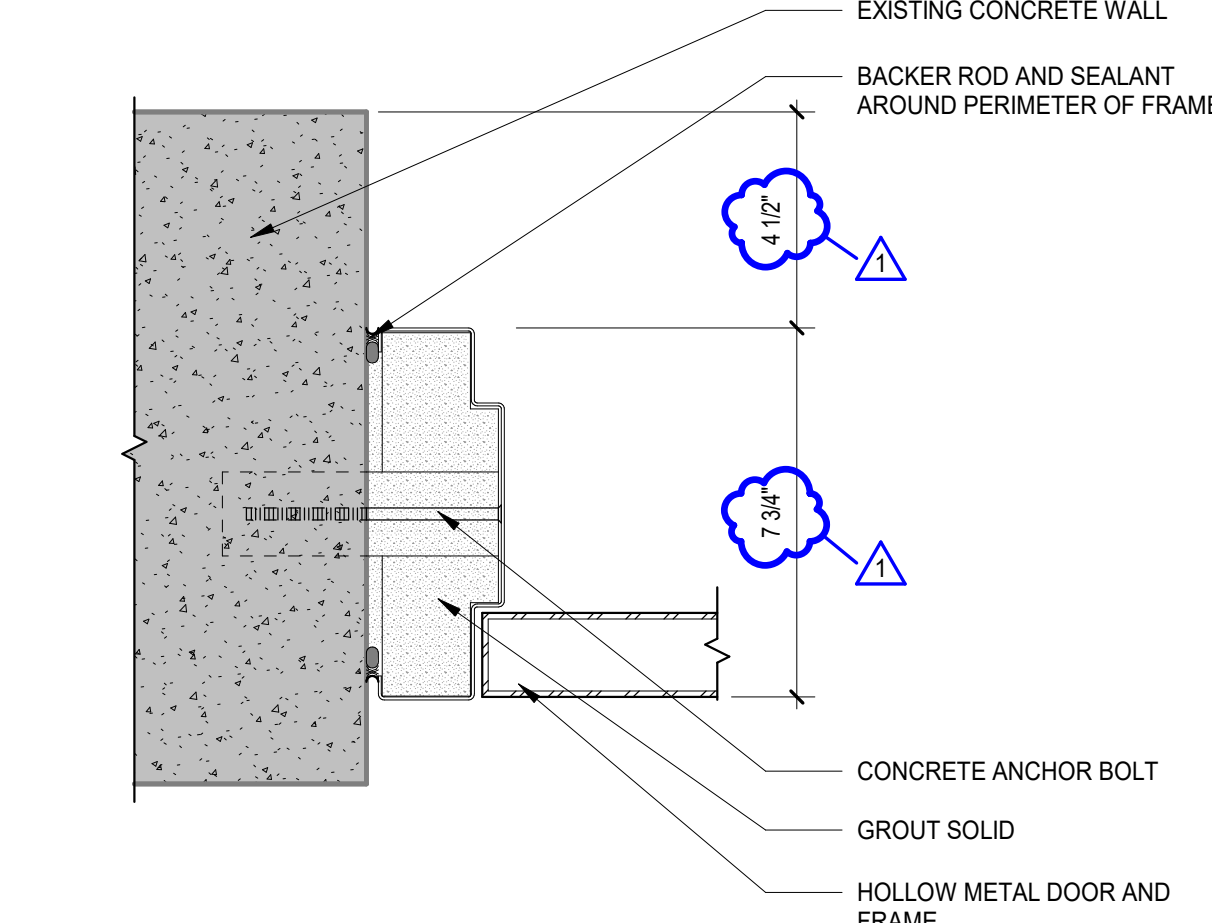 EXISTING CONCRETE WALL
BACKER ROD AND SEALANT
AROUND PERIMETER OF FRAME
4 1/2"
1
7 3/4"
1
CONCRETE ANCHOR BOLT
GROUT SOLID
HOLLOW METAL DOOR AND
FRAME